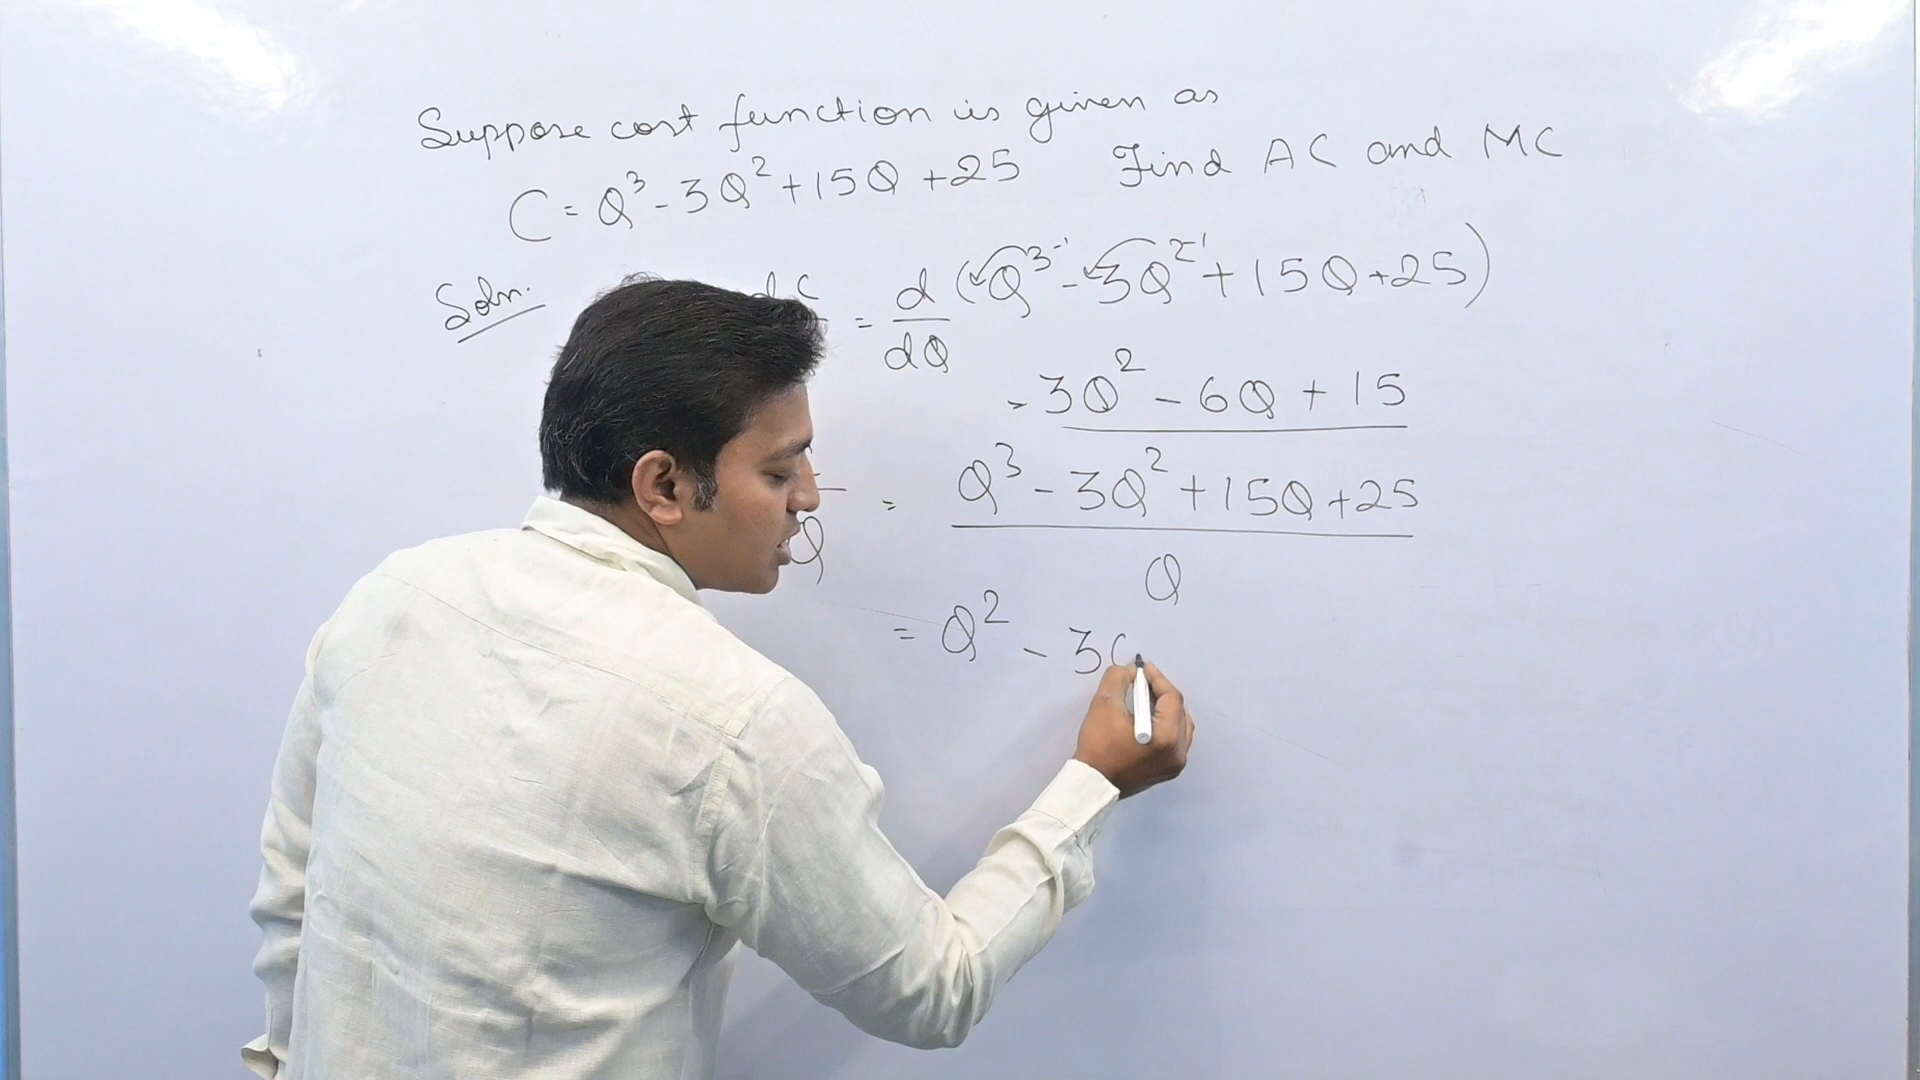 Suppose cost function is given as
C = Q³ - 3Q² + 15Q + 25 Find AC and MC
Soln. dC = d/dQ (Q³⁻¹ - 3Q²⁻¹ + 15Q + 25)
= 3Q² - 6Q + 15
Q = Q³ - 3Q² + 15Q + 25 / Q
= Q² - 3